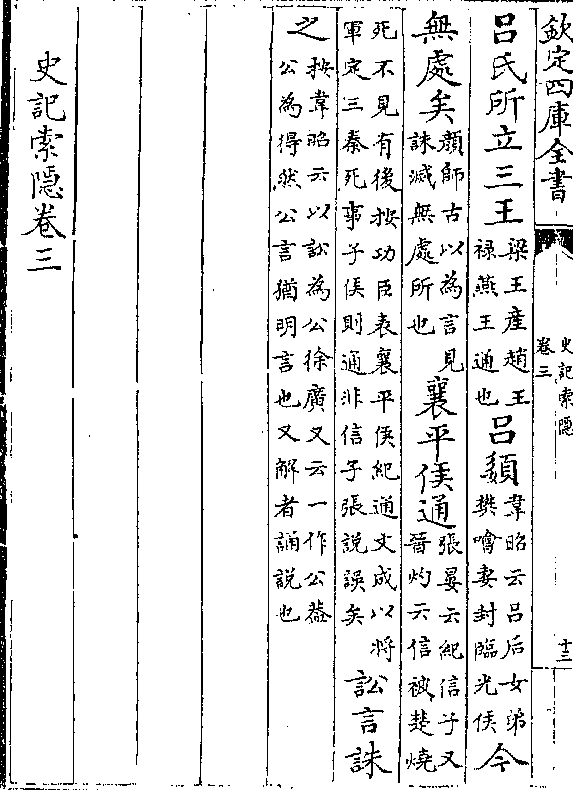 欽定四庫全書
史記索隱
卷三
十三
呂氏所立三王
梁王產趙王
禄燕王通也
呂嬃
韋昭云呂后女弟
樊噲妻封臨光侯
今
無處矣
顔師古以為言見
誅滅無處所也
襄平侯通
張晏云紀信子又
晉灼云信被楚燒
死不見有後按功臣表襄平侯紀通父成以將
軍定三秦死事子侯則通非信子張説誤矣
訟言誅
之
按韋昭云以訟為公徐廣又云一作公蓋
公為得然公言猶明言也又解者誦説也
史記索隱卷三